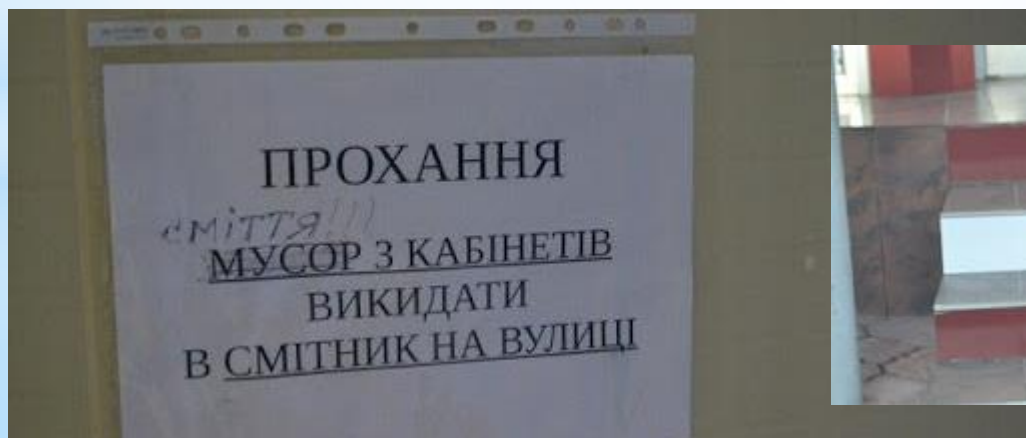 ПРОХАННЯ
сміття!!!
МУСОР З КАБІНЕТІВ
ВИКИДАТИ
В СМІТНИК НА ВУЛИЦІ